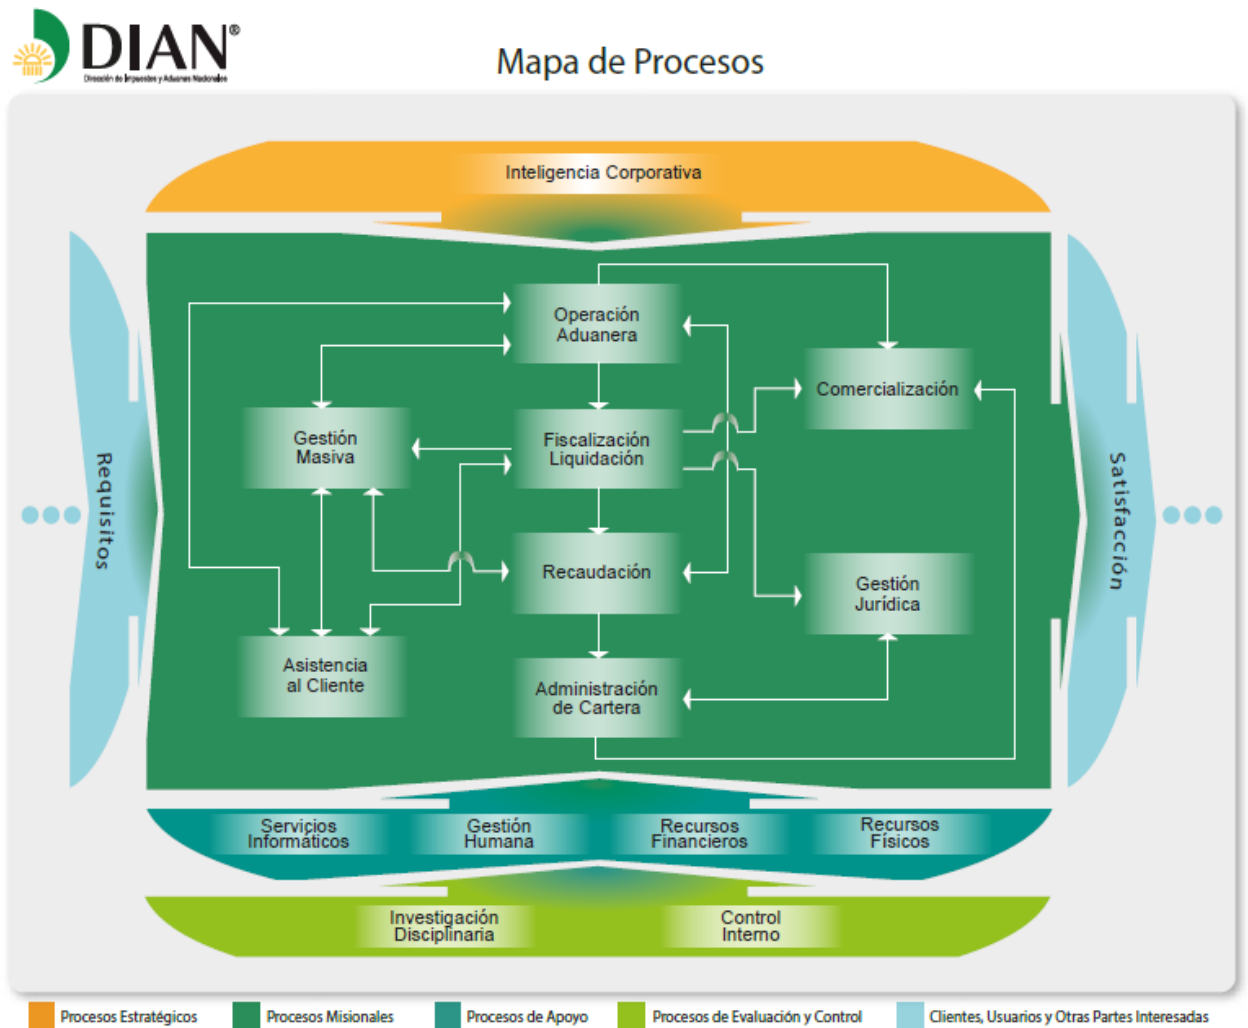 DIAN®
Dirección de Impuestos y Aduanas Nacionales
Mapa de Procesos
Inteligencia Corporativa
Operación
Aduanera
Comercialización
Gestión
Masiva
Fiscalización
Liquidación
Requisitos
Satisfacción
Recaudación
Gestión
Jurídica
Asistencia
al Cliente
Administración
de Cartera
Servicios
Informáticos
Gestión
Humana
Recursos
Financieros
Recursos
Físicos
Investigación
Disciplinaria
Control
Interno
Procesos Estratégicos
Procesos Misionales
Procesos de Apoyo
Procesos de Evaluación y Control
Clientes, Usuarios y Otras Partes Interesadas